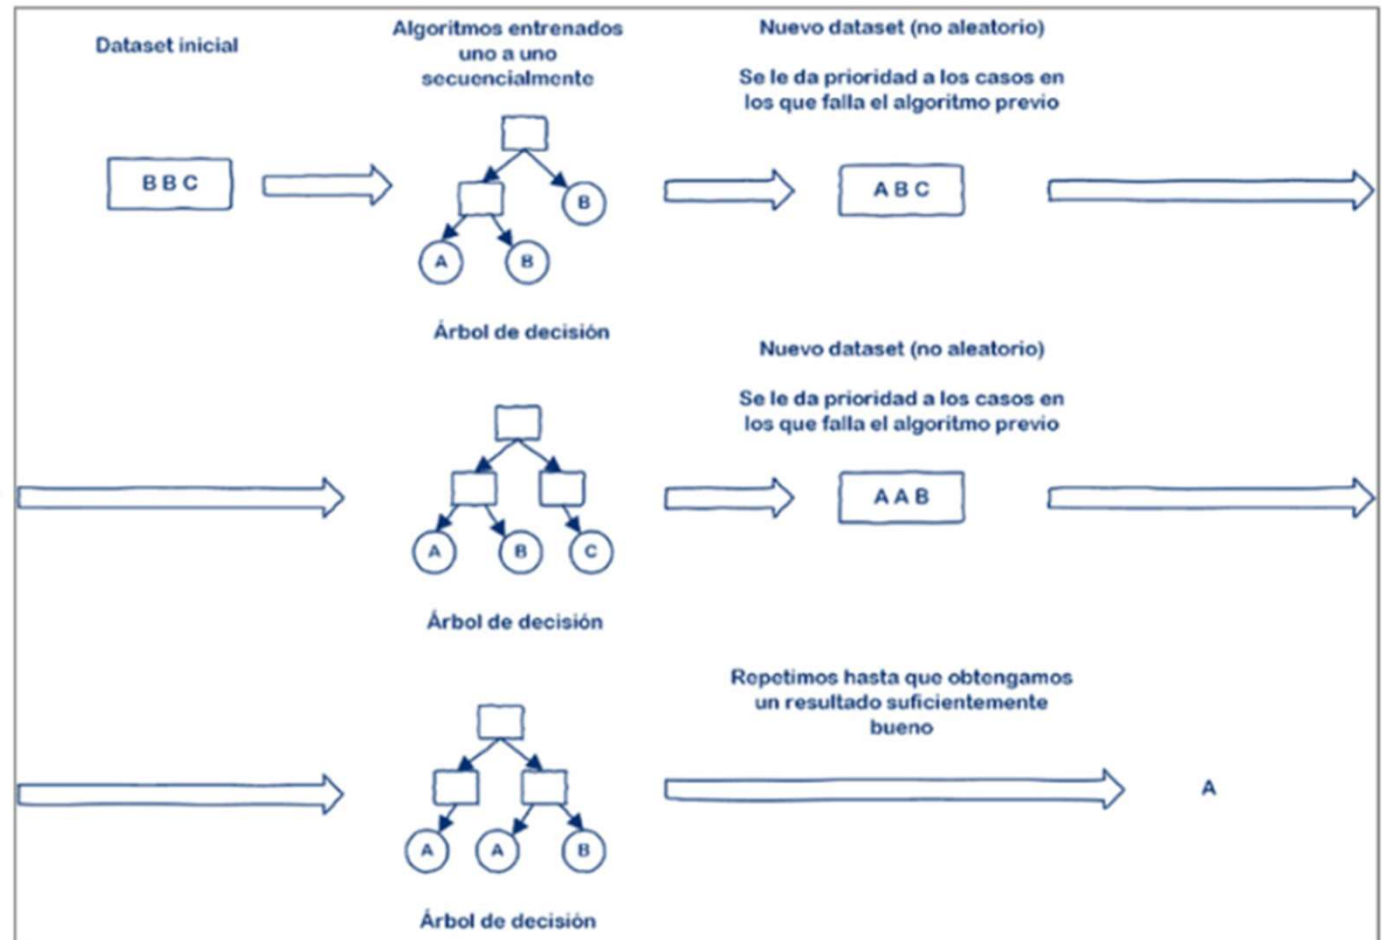 Dataset inicial
Algoritmos entrenados
uno a uno
secuencialmente
Nuevo dataset (no aleatorio)
Se le da prioridad a los casos en
los que falla el algoritmo previo
B B C
B
A
B
A B C
Árbol de decisión
Nuevo dataset (no aleatorio)
Se le da prioridad a los casos en
los que falla el algoritmo previo
A
B
C
A A B
Árbol de decisión
Repetimos hasta que obtengamos
un resultado suficientemente
bueno
A
A
B
A
Árbol de decisión